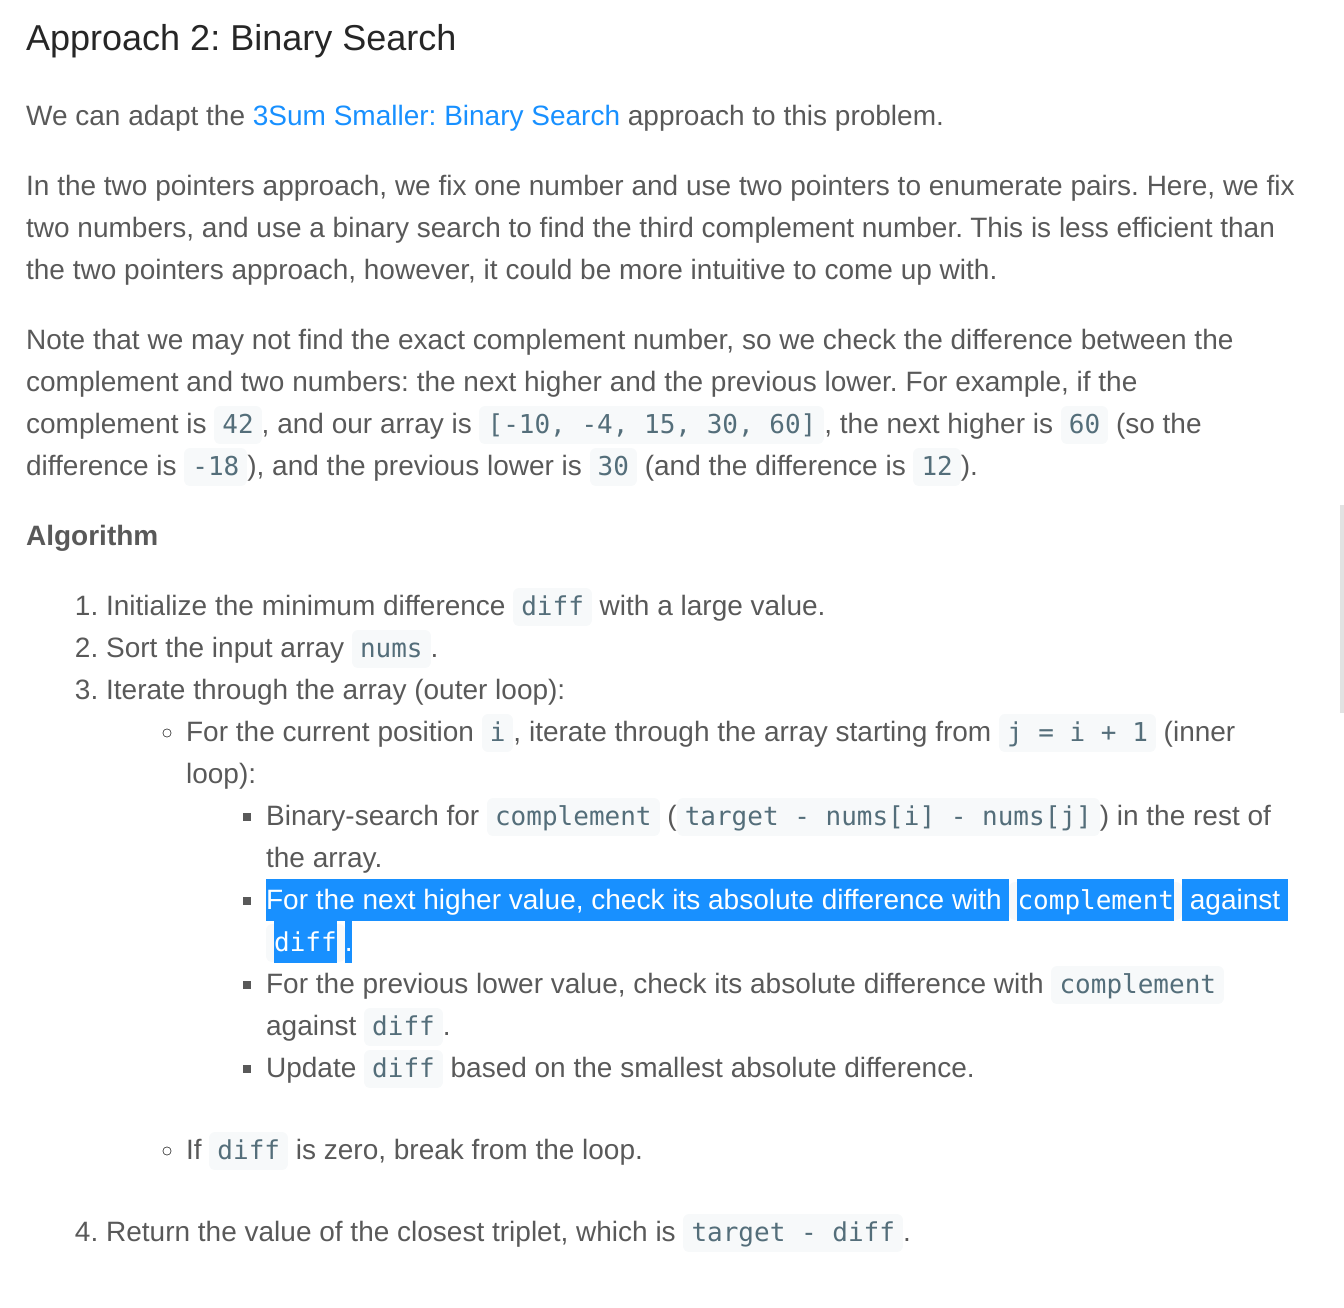 Approach 2: Binary Search
We can adapt the 3Sum Smaller: Binary Search approach to this problem.
In the two pointers approach, we fix one number and use two pointers to enumerate pairs. Here, we fix
two numbers, and use a binary search to find the third complement number. This is less efficient than
the two pointers approach, however, it could be more intuitive to come up with.
Note that we may not find the exact complement number, so we check the difference between the
complement and two numbers: the next higher and the previous lower. For example, if the
complement is 42, and our array is [-10, -4, 15, 30, 60], the next higher is 60 (so the
difference is -18), and the previous lower is 30 (and the difference is 12).
Algorithm
1. Initialize the minimum difference diff with a large value.
2. Sort the input array nums.
3. Iterate through the array (outer loop):
◦ For the current position i, iterate through the array starting from j = i + 1 (inner
loop):
▪ Binary-search for complement (target - nums[i] - nums[j]) in the rest of
the array.
▪ For the next higher value, check its absolute difference with complement against
diff.
▪ For the previous lower value, check its absolute difference with complement
against diff.
▪ Update diff based on the smallest absolute difference.
◦ If diff is zero, break from the loop.
4. Return the value of the closest triplet, which is target - diff.